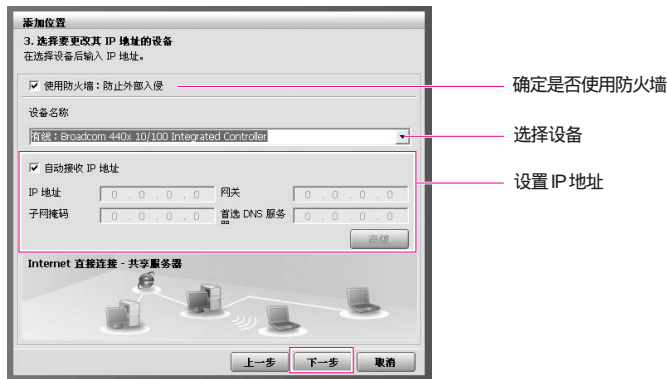 添加位置
3. 选择要更改其 IP 地址的设备
在选择设备后输入 IP 地址。
使用防火墙：防止外部入侵
确定是否使用防火墙
设备名称
有线：Broadcom 440x 10/100 Integrated Controller
选择设备
自动接收 IP 地址
设置 IP 地址
IP 地址 0 . 0 . 0 . 0 网关 0 . 0 . 0 . 0
子网掩码 0 . 0 . 0 . 0 首选 DNS 服务 0 . 0 . 0 . 0
高级
Internet 直接连接 - 共享服务器
上一步 下一步 取消